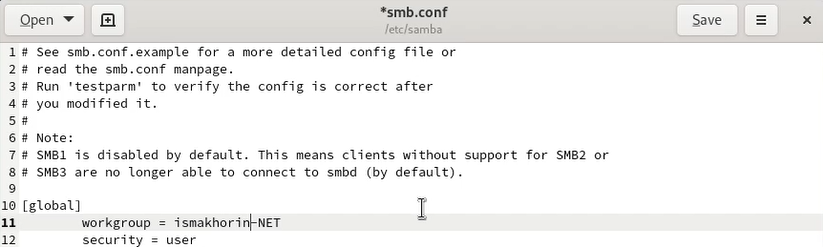 Open
*smb.conf
/etc/samba
Save
1 # See smb.conf.example for a more detailed config file or
2 # read the smb.conf manpage.
3 # Run 'testparm' to verify the config is correct after
4 # you modified it.
5 #
6 # Note:
7 # SMB1 is disabled by default. This means clients without support for SMB2 or
8 # SMB3 are no longer able to connect to smbd (by default).
9
10 [global]
11 workgroup = ismakhorin-NET
12 security = user